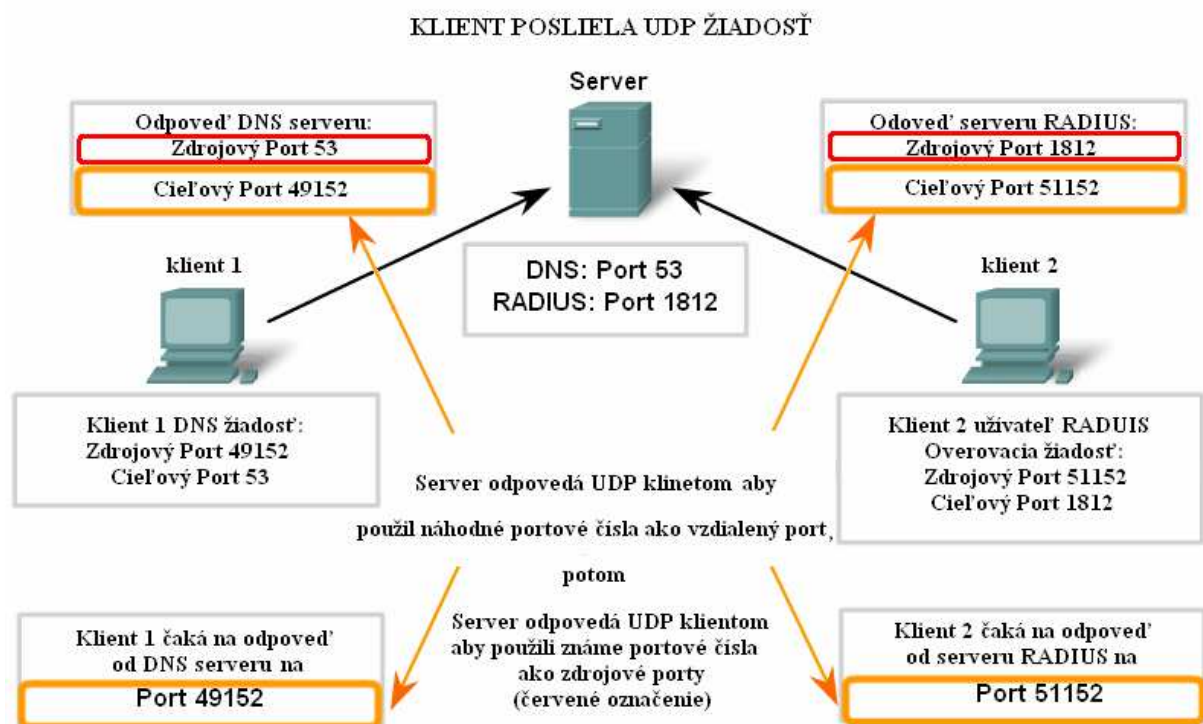 KLIENT POSLIELA UDP ŽIADOSŤ
Server
Odpoveď DNS serveru:
Zdrojový Port 53
Cieľový Port 49152
Odoveď serveru RADIUS:
Zdrojový Port 1812
Cieľový Port 51152
klient 1
DNS: Port 53
RADIUS: Port 1812
klient 2
Klient 1 DNS žiadosť:
Zdrojový Port 49152
Cieľový Port 53
Klient 2 užívateľ RADUIS
Overovacia žiadosť:
Zdrojový Port 51152
Cieľový Port 1812
Server odpovedá UDP klinetom aby
použil náhodné portové čísla ako vzdialený port,
potom
Server odpovedá UDP klientom
aby použili známe portové čísla
ako zdrojové porty
(červené označenie)
Klient 1 čaká na odpoveď
od DNS serveru na
Port 49152
Klient 2 čaká na odpoveď
od serveru RADIUS na
Port 51152